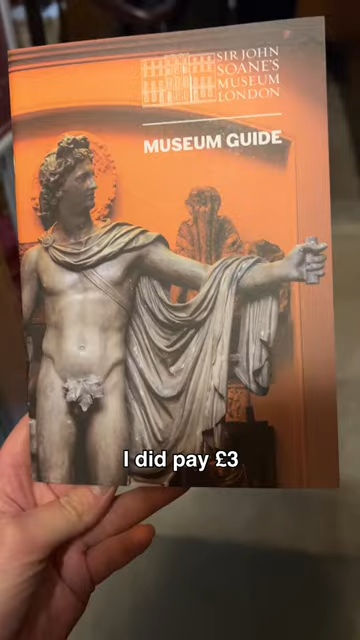 SIR JOHN
SOANE'S
MUSEUM
LONDON
MUSEUM GUIDE
I did pay £3